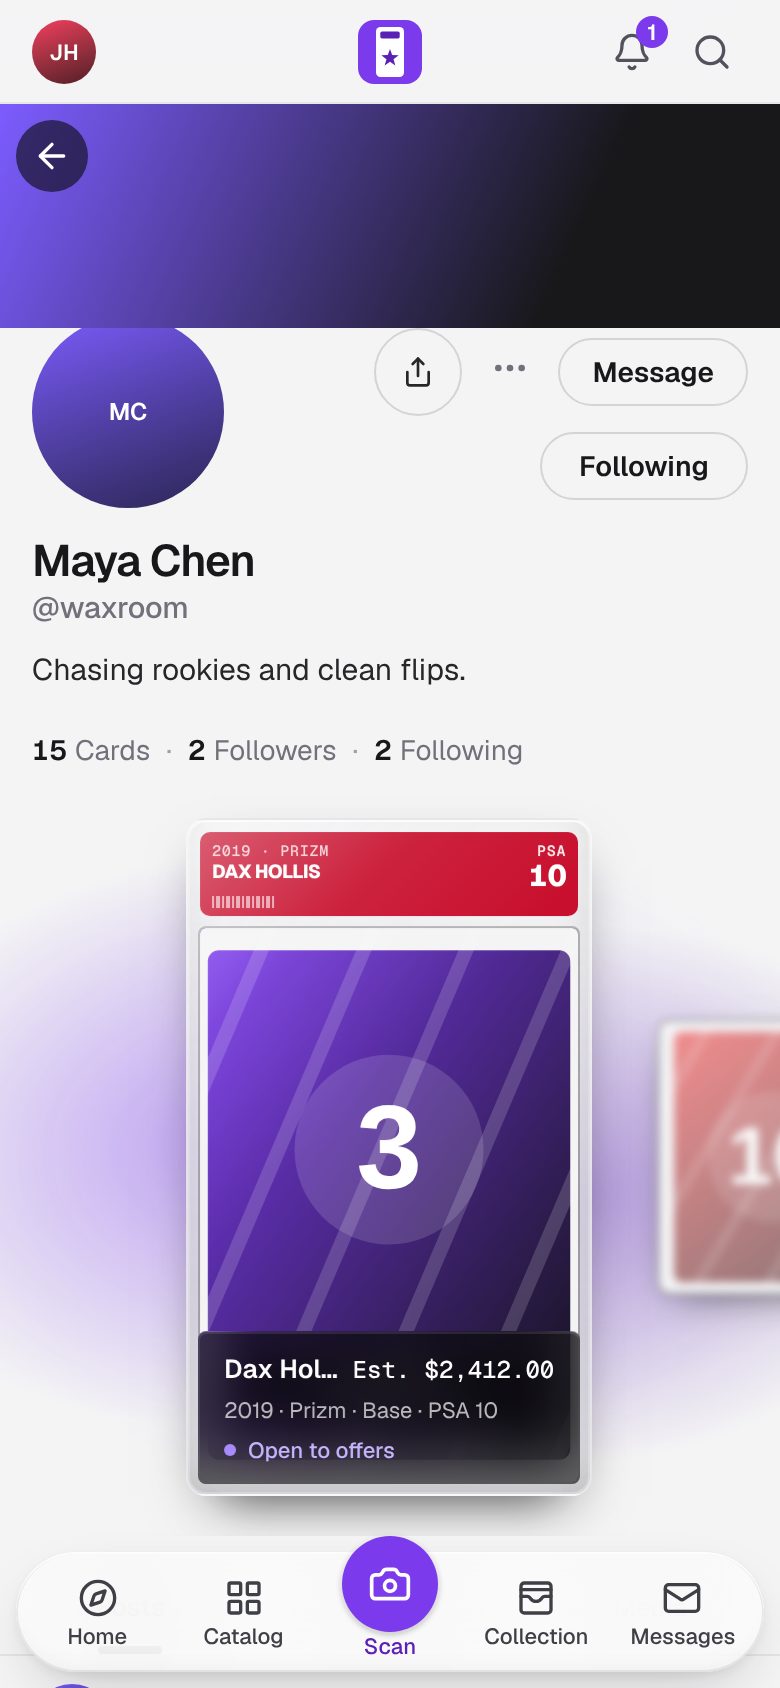 JH
1
MC
Message
Following
Maya Chen
@waxroom
Chasing rookies and clean flips.
15 Cards · 2 Followers · 2 Following
2019 · PRIZM
PSA
DAX HOLLIS
10
3
Dax Hol... Est. $2,412.00
2019 · Prizm · Base · PSA 10
Open to offers
Home
Catalog
Scan
Collection
Messages